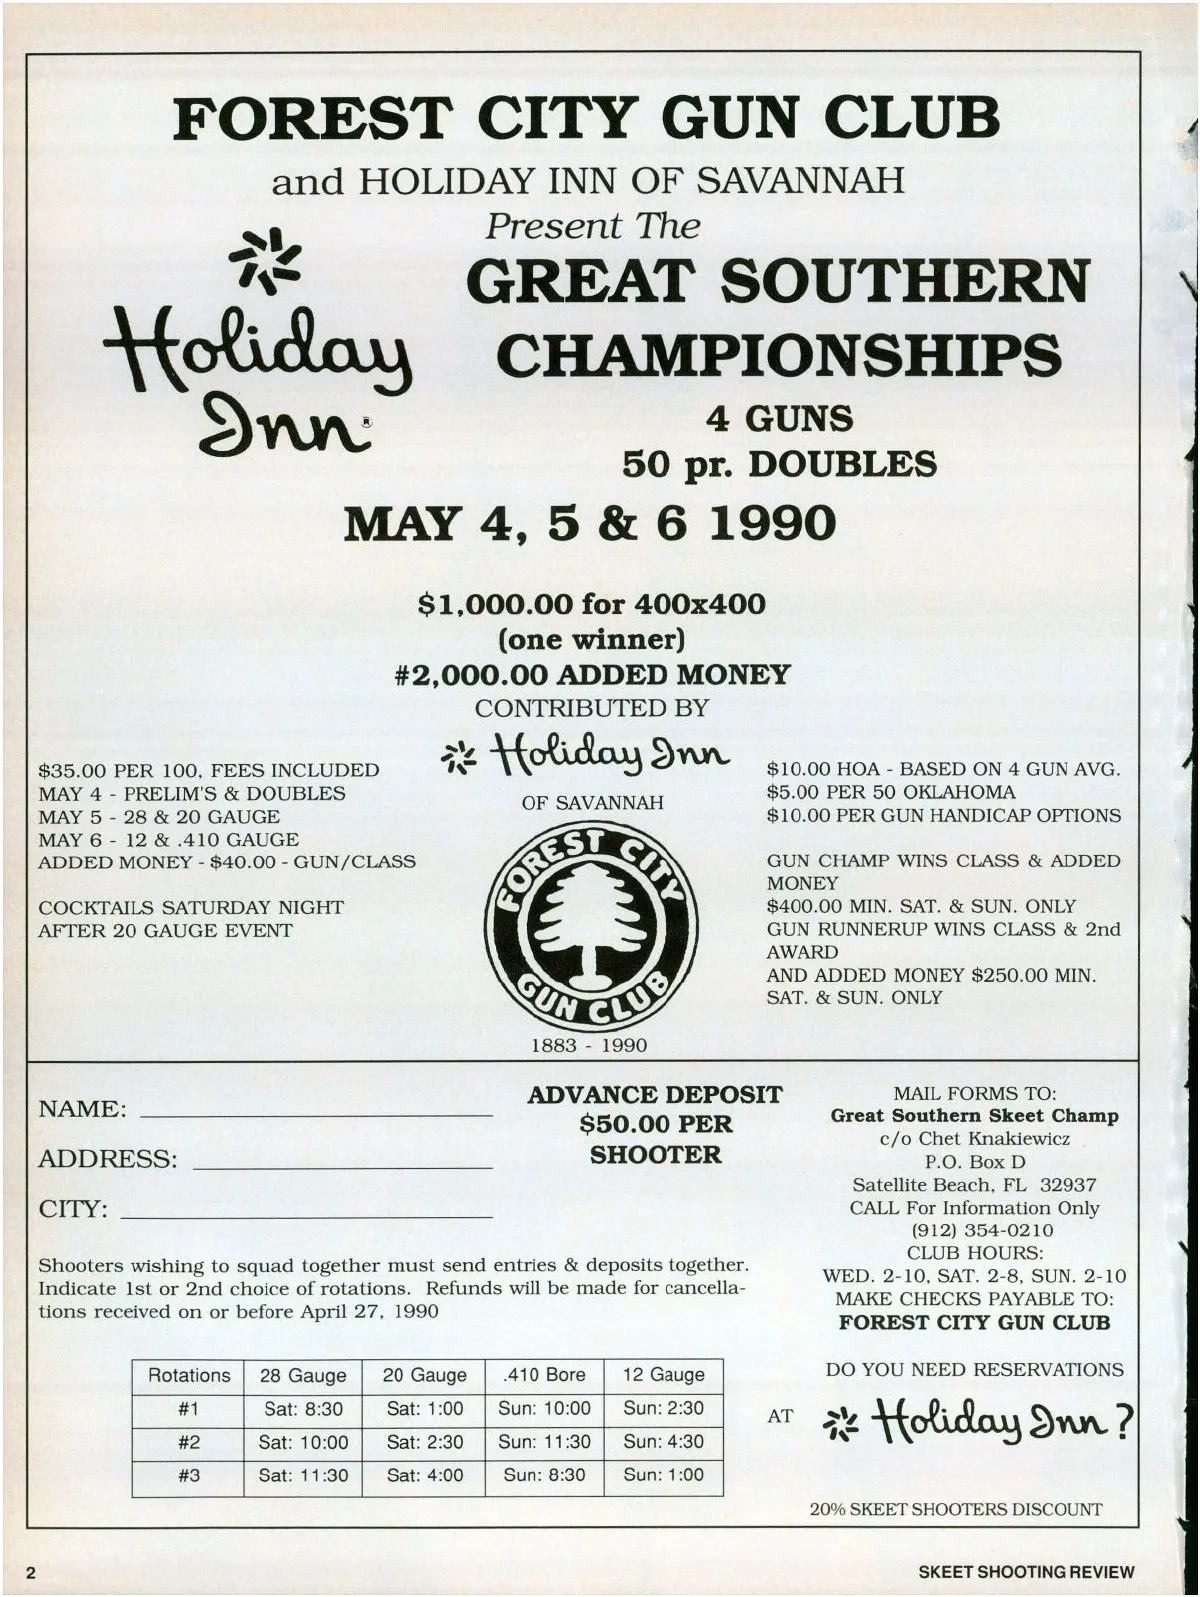 FOREST CITY GUN CLUB
and HOLIDAY INN OF SAVANNAH
Present The
Holiday
Inn®
GREAT SOUTHERN
CHAMPIONSHIPS
4 GUNS
50 pr. DOUBLES
MAY 4, 5 & 6 1990
$1,000.00 for 400x400
(one winner)
#2,000.00 ADDED MONEY
CONTRIBUTED BY
Holiday Inn
OF SAVANNAH
$35.00 PER 100, FEES INCLUDED
MAY 4 - PRELIM'S & DOUBLES
MAY 5 - 28 & 20 GAUGE
MAY 6 - 12 & .410 GAUGE
ADDED MONEY - $40.00 - GUN/CLASS
COCKTAILS SATURDAY NIGHT
AFTER 20 GAUGE EVENT
FOREST CITY
GUN CLUB
1883 - 1990
$10.00 HOA - BASED ON 4 GUN AVG.
$5.00 PER 50 OKLAHOMA
$10.00 PER GUN HANDICAP OPTIONS
GUN CHAMP WINS CLASS & ADDED
MONEY
$400.00 MIN. SAT. & SUN. ONLY
GUN RUNNERUP WINS CLASS & 2nd
AWARD
AND ADDED MONEY $250.00 MIN.
SAT. & SUN. ONLY
NAME:
ADDRESS:
CITY:
ADVANCE DEPOSIT
$50.00 PER
SHOOTER
Shooters wishing to squad together must send entries & deposits together.
Indicate 1st or 2nd choice of rotations. Refunds will be made for cancella-
tions received on or before April 27, 1990
Rotations 28 Gauge 20 Gauge .410 Bore 12 Gauge
#1 Sat: 8:30 Sat: 1:00 Sun: 10:00 Sun: 2:30
#2 Sat: 10:00 Sat: 2:30 Sun: 11:30 Sun: 4:30
#3 Sat: 11:30 Sat: 4:00 Sun: 8:30 Sun: 1:00
MAIL FORMS TO:
Great Southern Skeet Champ
c/o Chet Knakiewicz
P.O. Box D
Satellite Beach, FL 32937
CALL For Information Only
(912) 354-0210
CLUB HOURS:
WED. 2-10, SAT. 2-8, SUN. 2-10
MAKE CHECKS PAYABLE TO:
FOREST CITY GUN CLUB
DO YOU NEED RESERVATIONS
AT Holiday Inn ?
20% SKEET SHOOTERS DISCOUNT
2
SKEET SHOOTING REVIEW